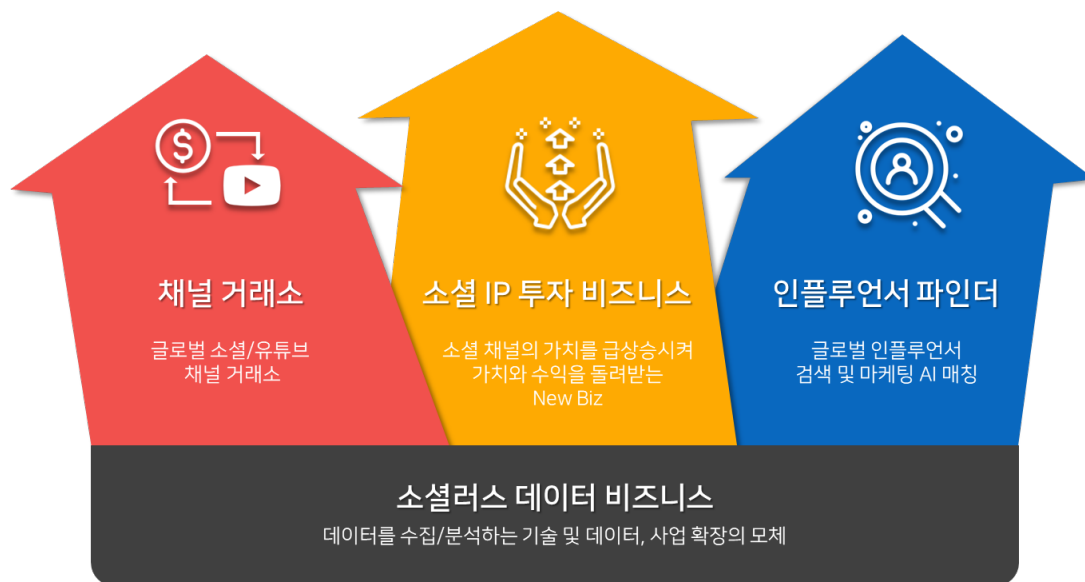 채널 거래소
글로벌 소셜/유튜브
채널 거래소
소셜 IP 투자 비즈니스
소셜 채널의 가치를 급상승시켜
가치와 수익을 돌려받는
New Biz
인플루언서 파인더
글로벌 인플루언서
검색 및 마케팅 AI 매칭
소셜러스 데이터 비즈니스
데이터를 수집/분석하는 기술 및 데이터, 사업 확장의 모체